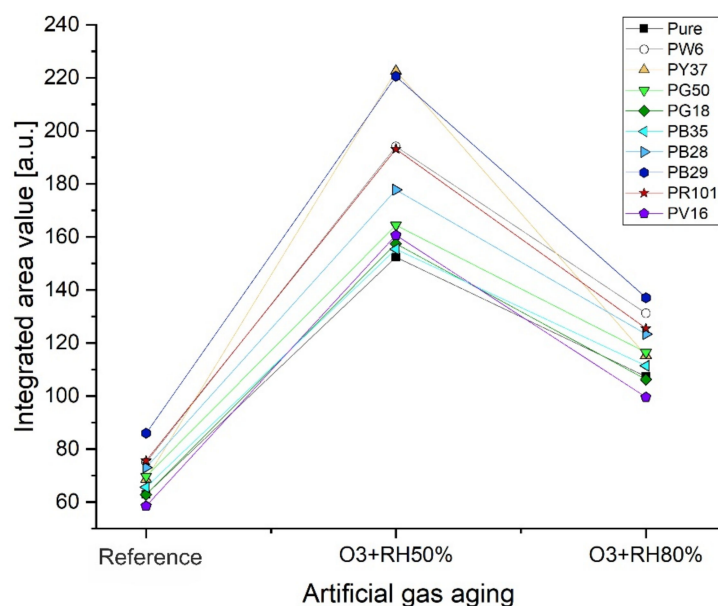 240
220
200
180
160
140
120
100
80
60
Integrated area value [a.u.]
Reference
O3+RH50%
O3+RH80%
Artificial gas aging
Pure
PW6
PY37
PG50
PG18
PB35
PB28
PB29
PR101
PV16